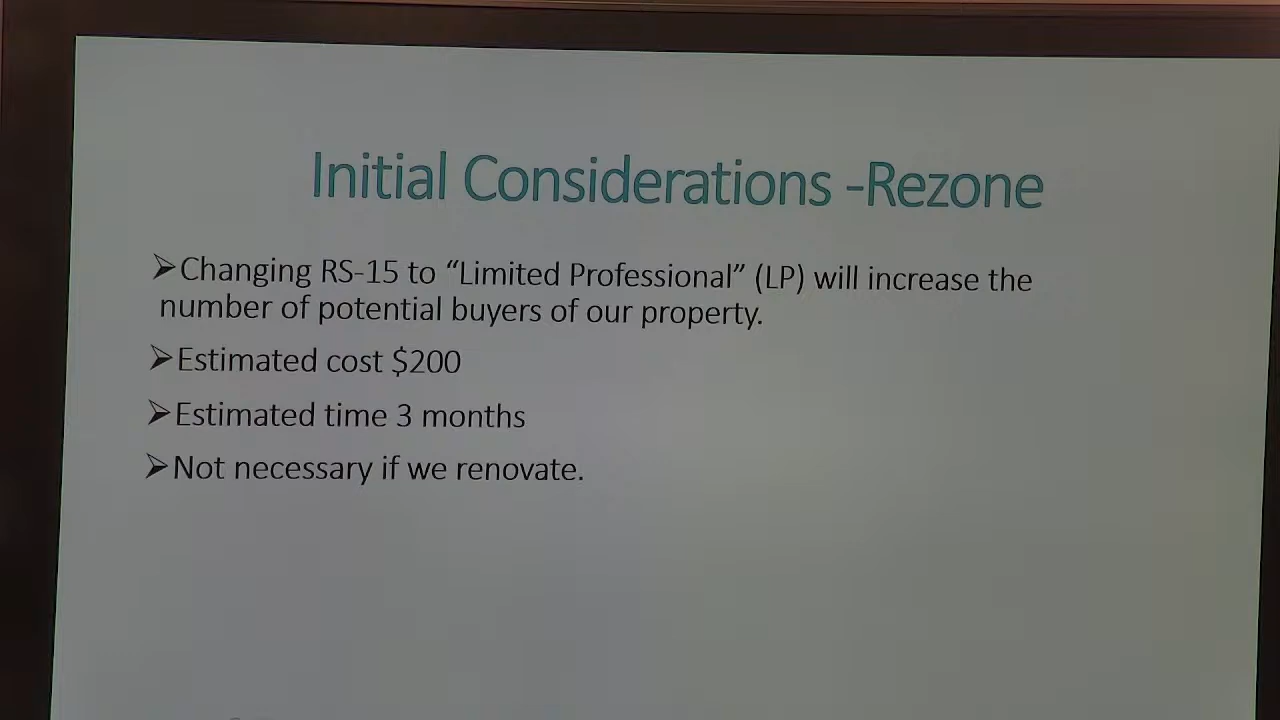 Initial Considerations -Rezone
➢Changing RS-15 to “Limited Professional” (LP) will increase the
number of potential buyers of our property.
➢Estimated cost $200
➢Estimated time 3 months
➢Not necessary if we renovate.